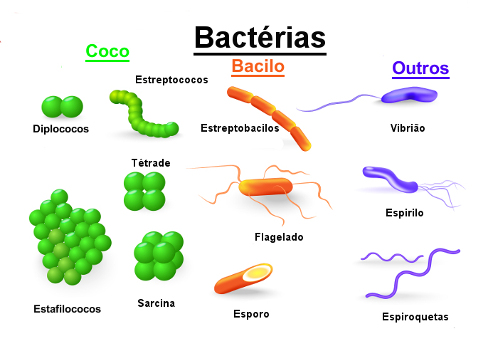 Bactérias
Coco
Bacilo
Outros
Estreptococos
Diplococos
Estreptobacilos
Vibrião
Tétrade
Flagelado
Espirilo
Estafilococos
Sarcina
Esporo
Espiroquetas